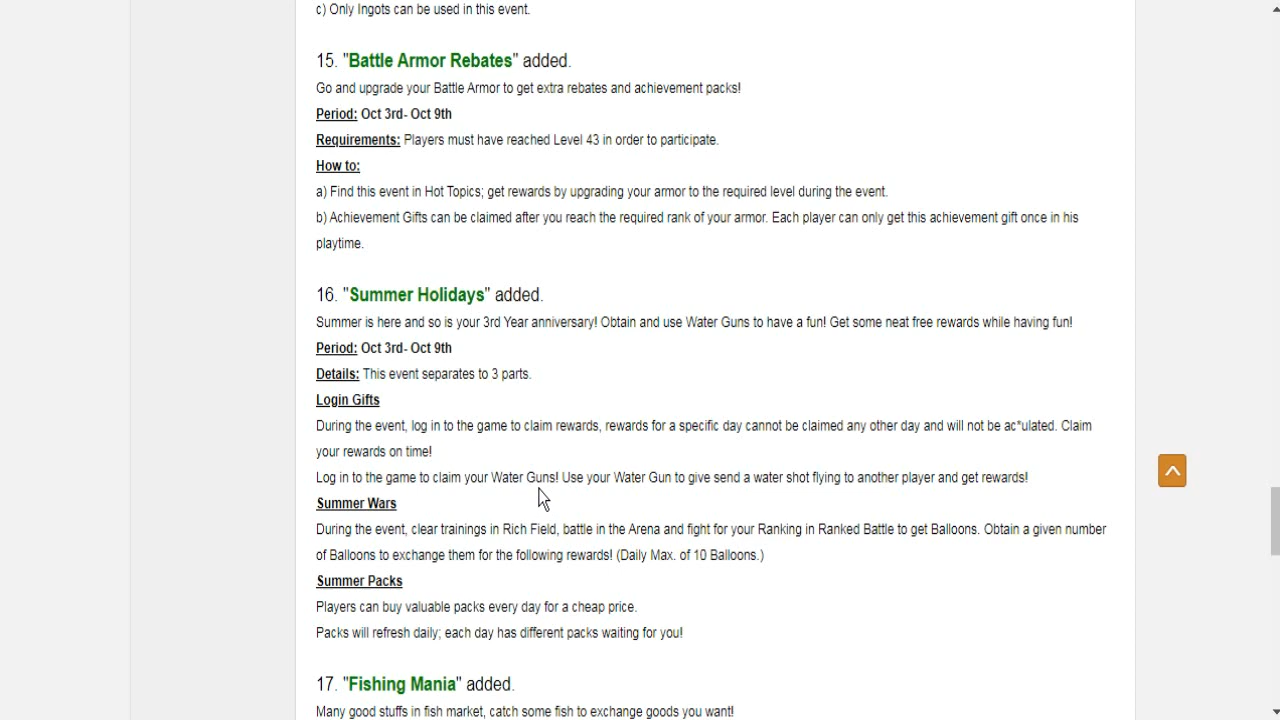 c) Only Ingots can be used in this event.
15. "Battle Armor Rebates" added.
Go and upgrade your Battle Armor to get extra rebates and achievement packs!
Period: Oct 3rd- Oct 9th
Requirements: Players must have reached Level 43 in order to participate.
How to:
a) Find this event in Hot Topics; get rewards by upgrading your armor to the required level during the event.
b) Achievement Gifts can be claimed after you reach the required rank of your armor. Each player can only get this achievement gift once in his
playtime.
16. "Summer Holidays" added.
Summer is here and so is your 3rd Year anniversary! Obtain and use Water Guns to have a fun! Get some neat free rewards while having fun!
Period: Oct 3rd- Oct 9th
Details: This event separates to 3 parts.
Login Gifts
During the event, log in to the game to claim rewards, rewards for a specific day cannot be claimed any other day and will not be ac*ulated. Claim
your rewards on time!
Log in to the game to claim your Water Guns! Use your Water Gun to give send a water shot flying to another player and get rewards!
Summer Wars
During the event, clear trainings in Rich Field, battle in the Arena and fight for your Ranking in Ranked Battle to get Balloons. Obtain a given number
of Balloons to exchange them for the following rewards! (Daily Max. of 10 Balloons.)
Summer Packs
Players can buy valuable packs every day for a cheap price.
Packs will refresh daily; each day has different packs waiting for you!
17. "Fishing Mania" added.
Many good stuffs in fish market, catch some fish to exchange goods you want!